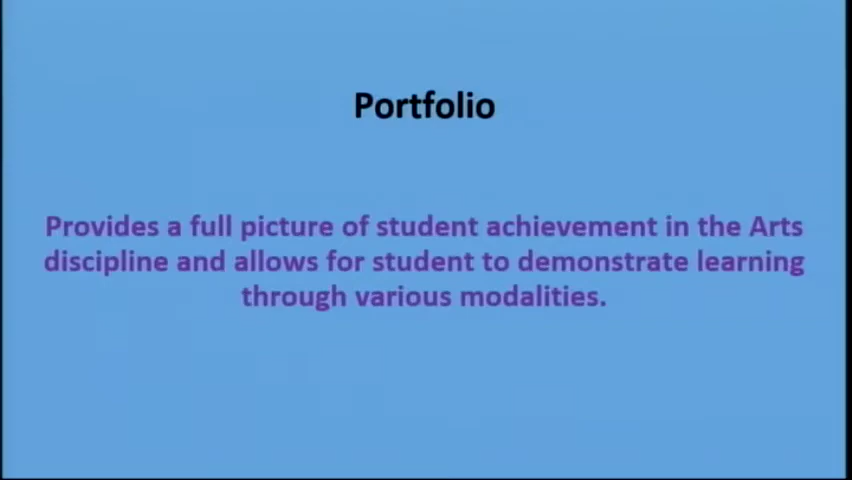 Portfolio
Provides a full picture of student achievement in the Arts
discipline and allows for student to demonstrate learning
through various modalities.